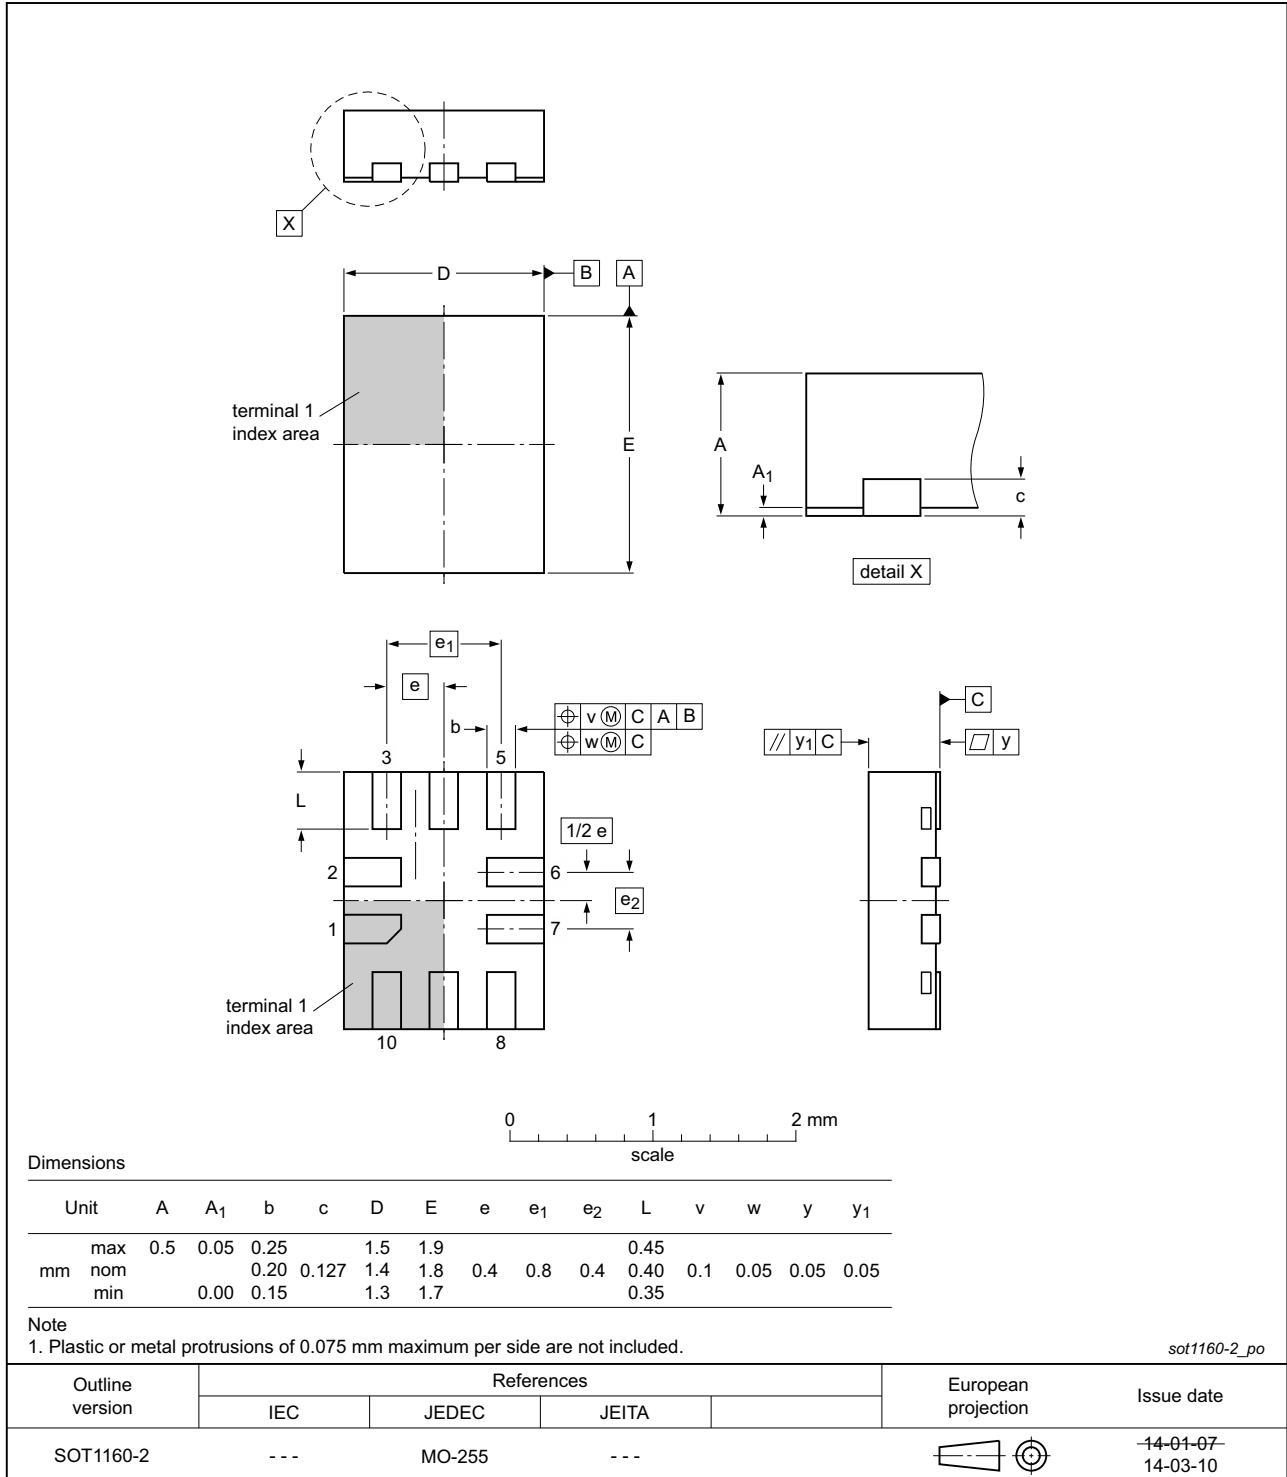 X
D B A
terminal 1
index area
E
A
A1
c
detail X
e1
e
b
v M C A B
w M C
3 5
L
1/2 e
2 6
e2
1 7
terminal 1
index area
10 8
C
// y1 C
y
0 1 2 mm
scale
Dimensions
Unit A A1 b c D E e e1 e2 L v w y y1
max 0.5 0.05 0.25 1.5 1.9 0.45
mm nom 0.20 0.127 1.4 1.8 0.4 0.8 0.4 0.40 0.1 0.05 0.05 0.05
min 0.00 0.15 1.3 1.7 0.35
Note
1. Plastic or metal protrusions of 0.075 mm maximum per side are not included.
sot1160-2_po
Outline
version
References
IEC JEDEC JEITA
European
projection
Issue date
SOT1160-2 - - - MO-255 - - -
14-01-07
14-03-10